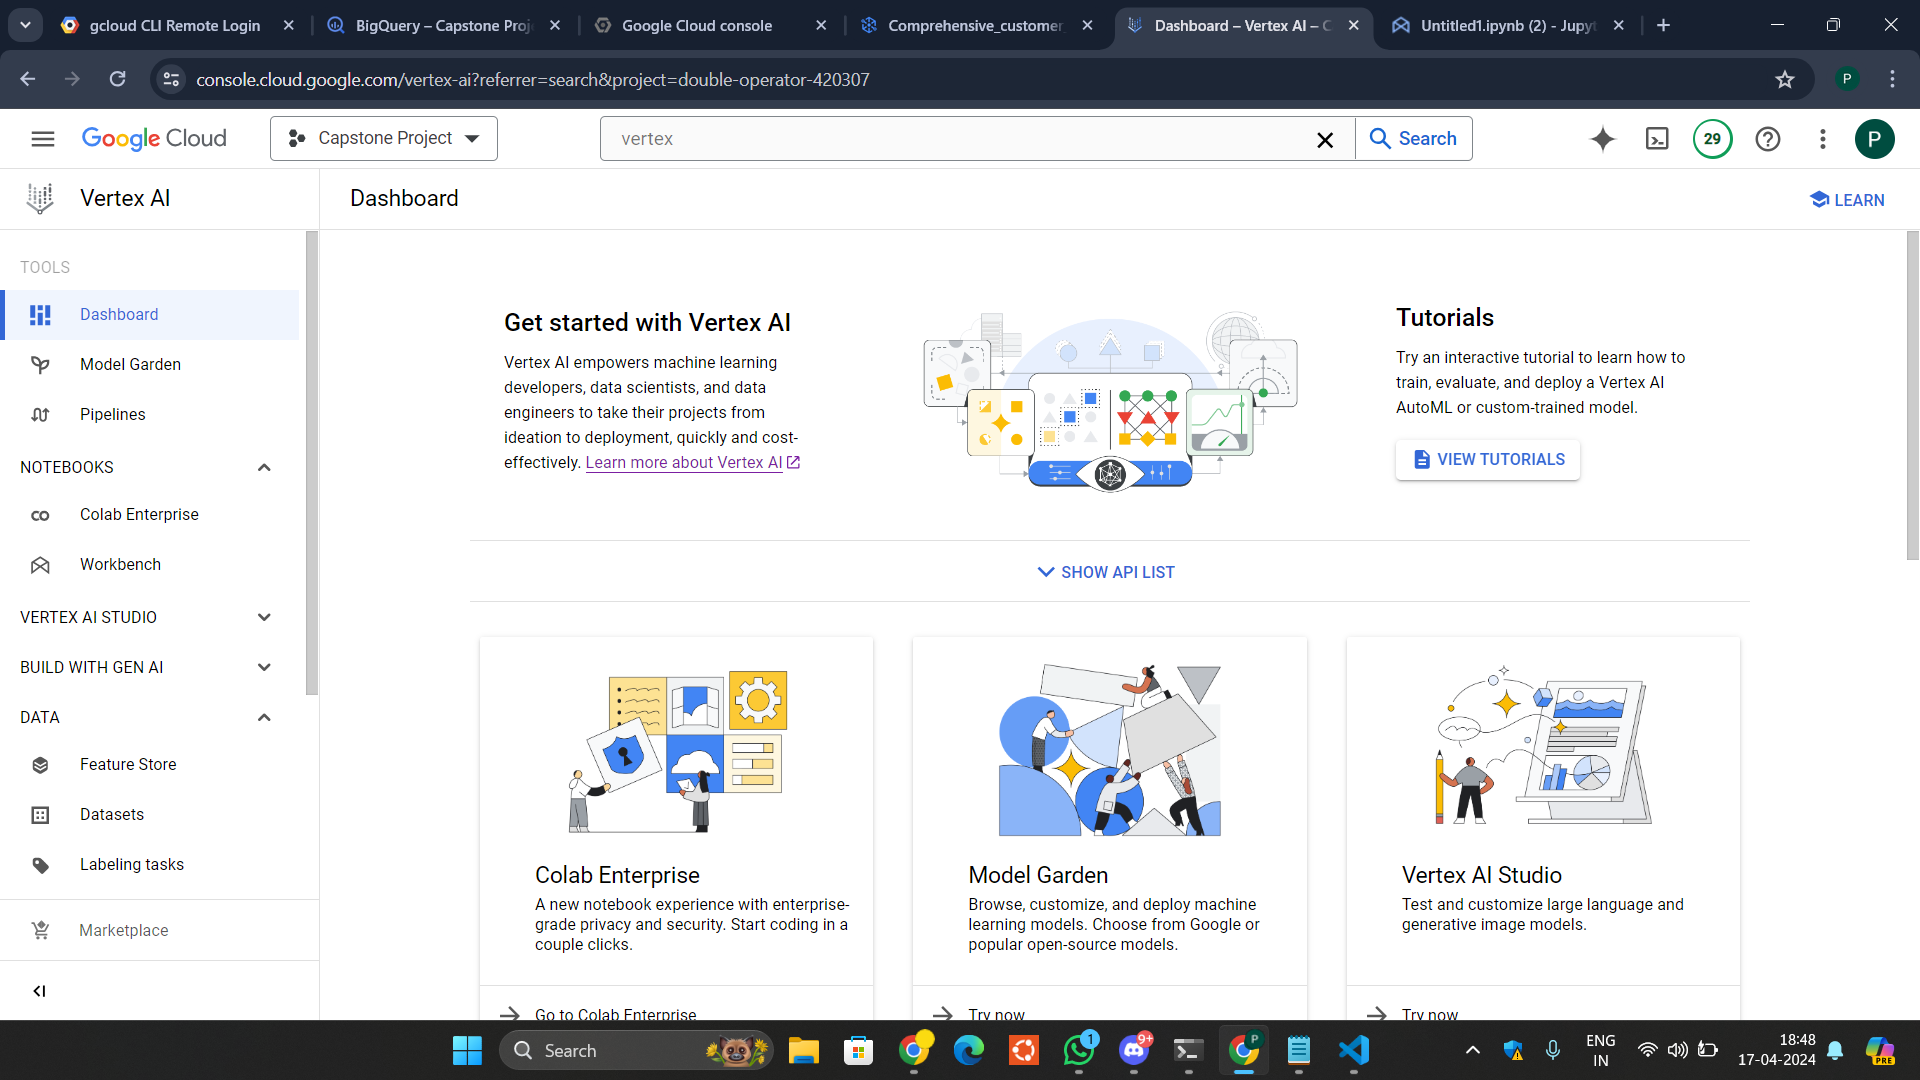 gcloud CLI Remote Login
BigQuery – Capstone Proj
Google Cloud console
Comprehensive_customer_
Dashboard – Vertex AI – C
Untitled1.ipynb (2) - Jupyt
console.cloud.google.com/vertex-ai?referrer=search&project=double-operator-420307
P
Google Cloud
Capstone Project
vertex
Search
29
P
Vertex AI
Dashboard
LEARN
TOOLS
Dashboard
Model Garden
Pipelines
NOTEBOOKS
Colab Enterprise
Workbench
VERTEX AI STUDIO
BUILD WITH GEN AI
DATA
Feature Store
Datasets
Labeling tasks
Marketplace
Get started with Vertex AI
Vertex AI empowers machine learning
developers, data scientists, and data
engineers to take their projects from
ideation to deployment, quickly and cost-
effectively. Learn more about Vertex AI
Tutorials
Try an interactive tutorial to learn how to
train, evaluate, and deploy a Vertex AI
AutoML or custom-trained model.
VIEW TUTORIALS
SHOW API LIST
Colab Enterprise
A new notebook experience with enterprise-
grade privacy and security. Start coding in a
couple clicks.
Go to Colab Enterprise
Model Garden
Browse, customize, and deploy machine
learning models. Choose from Google or
popular open-source models.
Try now
Vertex AI Studio
Test and customize large language and
generative image models.
Try now
Search
1
9+
P
ENG
IN
18:48
17-04-2024
PRE